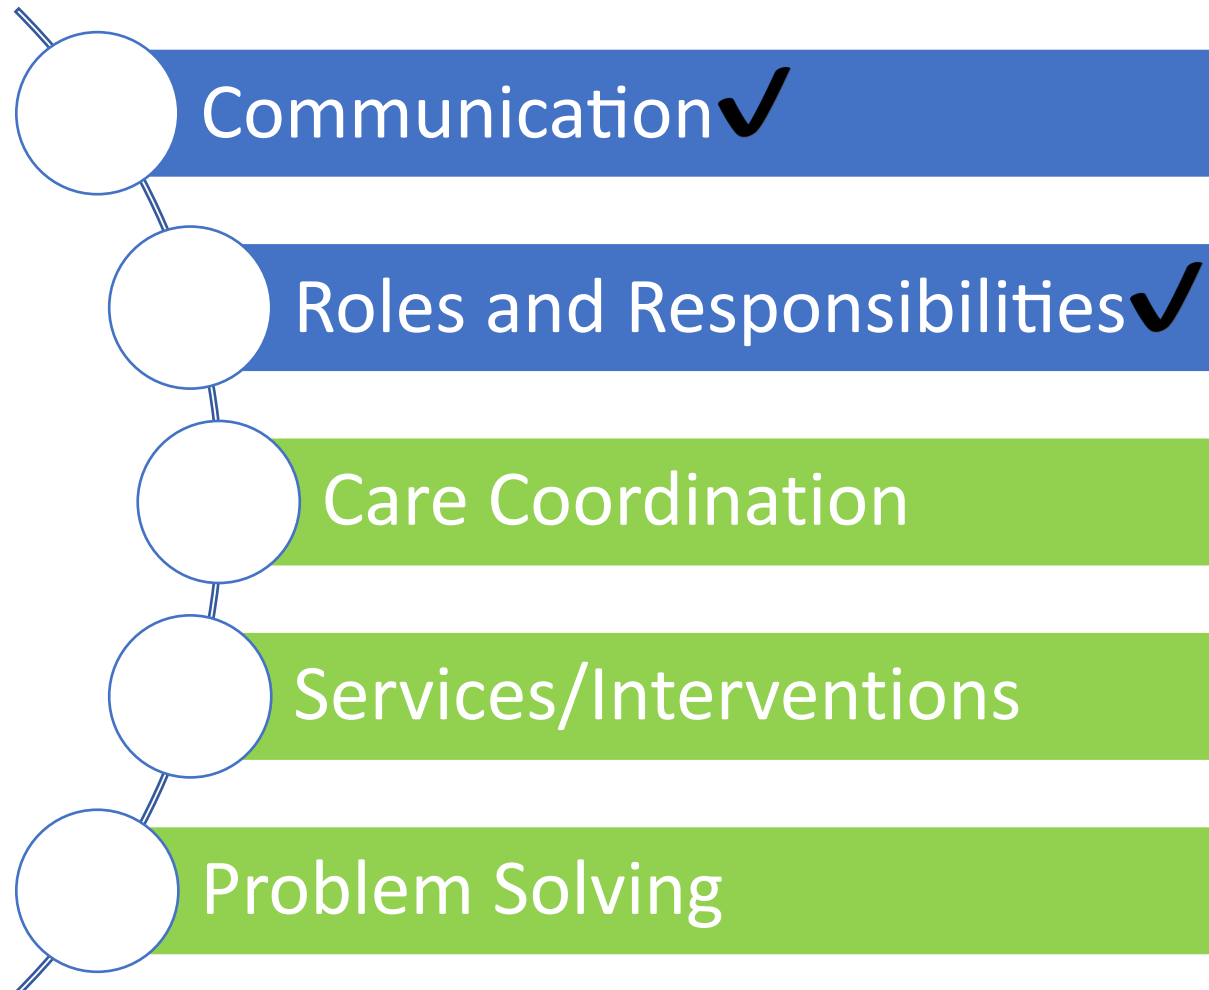 Communication✔
Roles and Responsibilities✔
Care Coordination
Services/Interventions
Problem Solving